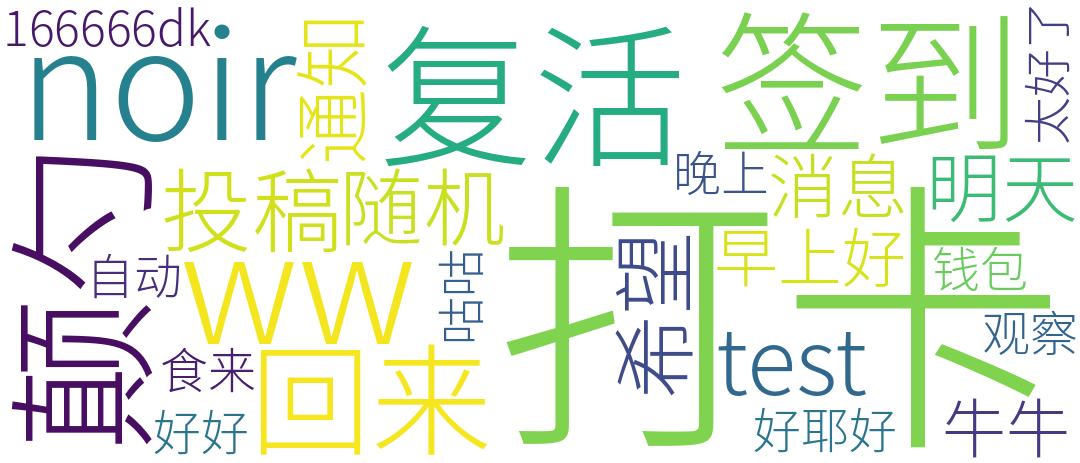 166666dk
noir
通知
复活
签到
太好了
颠勺
投稿随机
晚上
消息
明天
自动
ww
咕咕
打卡
希望
早上好
钱包
食来
回来
test
观察
好好
好耶好
牛牛